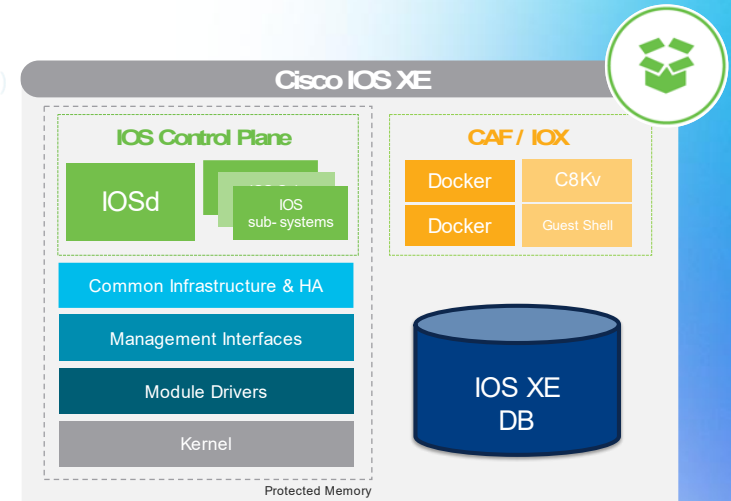 Cisco IOS XE
IOS Control Plane
IOSd
IOS
sub- systems
Common Infrastructure & HA
Management Interfaces
Module Drivers
Kernel
Protected Memory
CAF / IOX
Docker
C8Kv
Docker
Guest Shell
IOS XE
DB